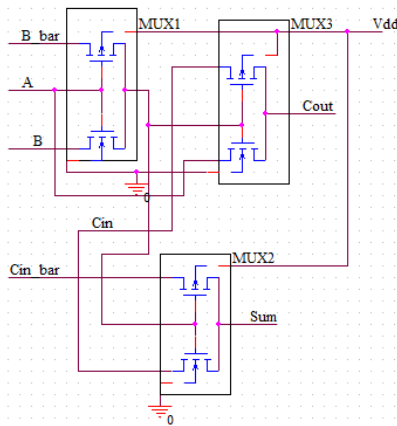 MUX1
MUX3
Vdd
B_bar
A
Cout
B
0
Cin
MUX2
Cin_bar
Sum
0